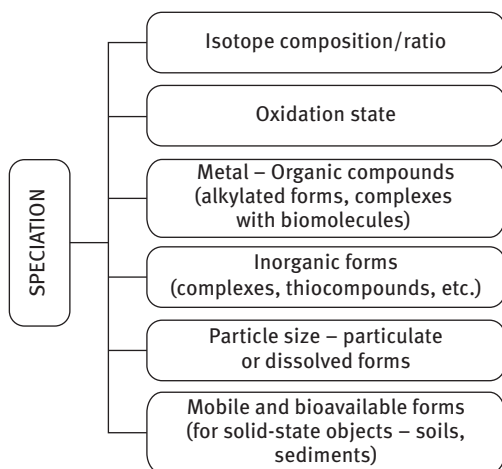 SPECIATION
Isotope composition/ratio
Oxidation state
Metal – Organic compounds
(alkylated forms, complexes
with biomolecules)
Inorganic forms
(complexes, thiocompounds, etc.)
Particle size – particulate
or dissolved forms
Mobile and bioavailable forms
(for solid-state objects – soils,
sediments)